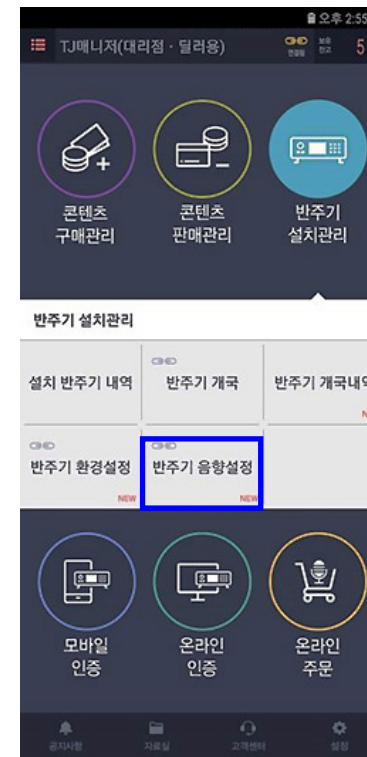 오후 2:55
TJ매니저(대리점 · 딜러용)
연결됨
보유
잔고
5
콘텐츠
구매관리
콘텐츠
판매관리
반주기
설치관리
반주기 설치관리
설치 반주기 내역
반주기 개국
반주기 개국내역
반주기 환경설정
NEW
반주기 음향설정
NEW
모바일
인증
온라인
인증
온라인
주문
공지사항
자료실
고객센터
설정